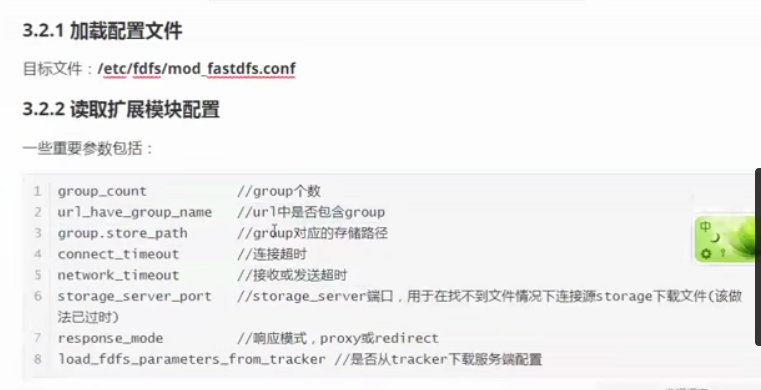 3.2.1 加载配置文件
目标文件：/etc/fdfs/mod_fastdfs.conf
3.2.2 读取扩展模块配置
一些重要参数包括：
1 group_count //group个数
2 url_have_group_name //url中是否包含group
3 group.store_path //group对应的存储路径
4 connect_timeout //连接超时
5 network_timeout //接收或发送超时
6 storage_server_port //storage_server端口，用于在找不到文件情况下连接源storage下载文件(该做
法已过时)
7 response_mode //响应模式，proxy或redirect
8 load_fdfs_parameters_from_tracker //是否从tracker下载服务端配置
中